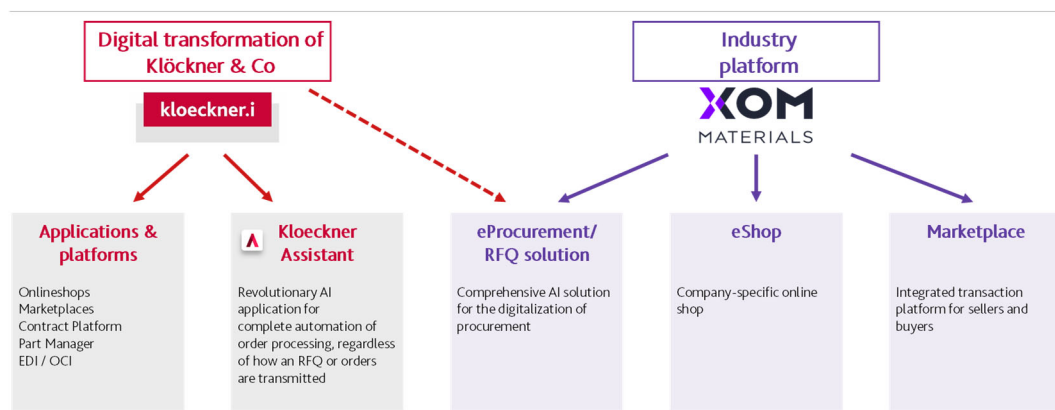 Digital transformation of
Klöckner & Co
kloeckner.i
Industry
platform
XOM
MATERIALS
Applications &
platforms
Onlineshops
Marketplaces
Contract Platform
Part Manager
EDI / OCI
Kloeckner
Assistant
Revolutionary AI
application for
complete automation of
order processing, regardless
of how an RFQ or orders
are transmitted
eProcurement/
RFQ solution
Comprehensive AI solution
for the digitalization of
procurement
eShop
Company-specific online
shop
Marketplace
Integrated transaction
platform for sellers and
buyers